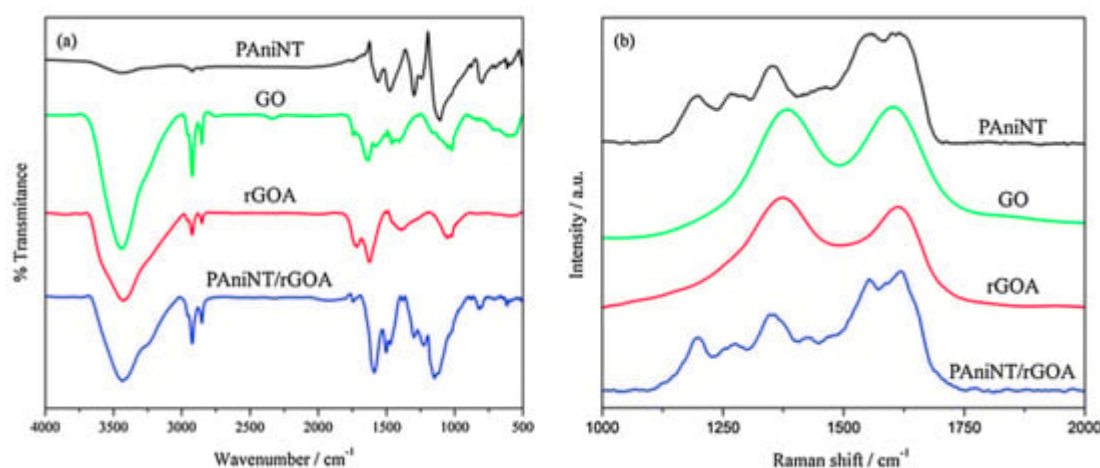 (a)
PAniNT
GO
rGOA
PAniNT/rGOA
% Transmitance
4000 3500 3000 2500 2000 1500 1000 500
Wavenumber / cm⁻¹
(b)
PAniNT
GO
rGOA
PAniNT/rGOA
Intensity / a.u.
1000 1250 1500 1750 2000
Raman shift / cm⁻¹